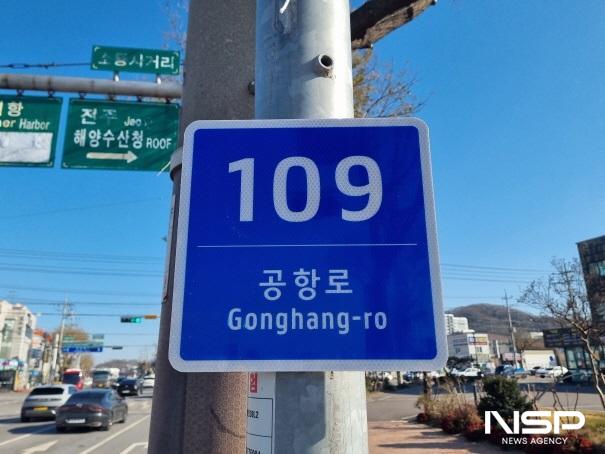 소룡사거리
전주
해양수산청 ROOF
109
공항로
Gonghang-ro
NSP
NEWS AGENCY